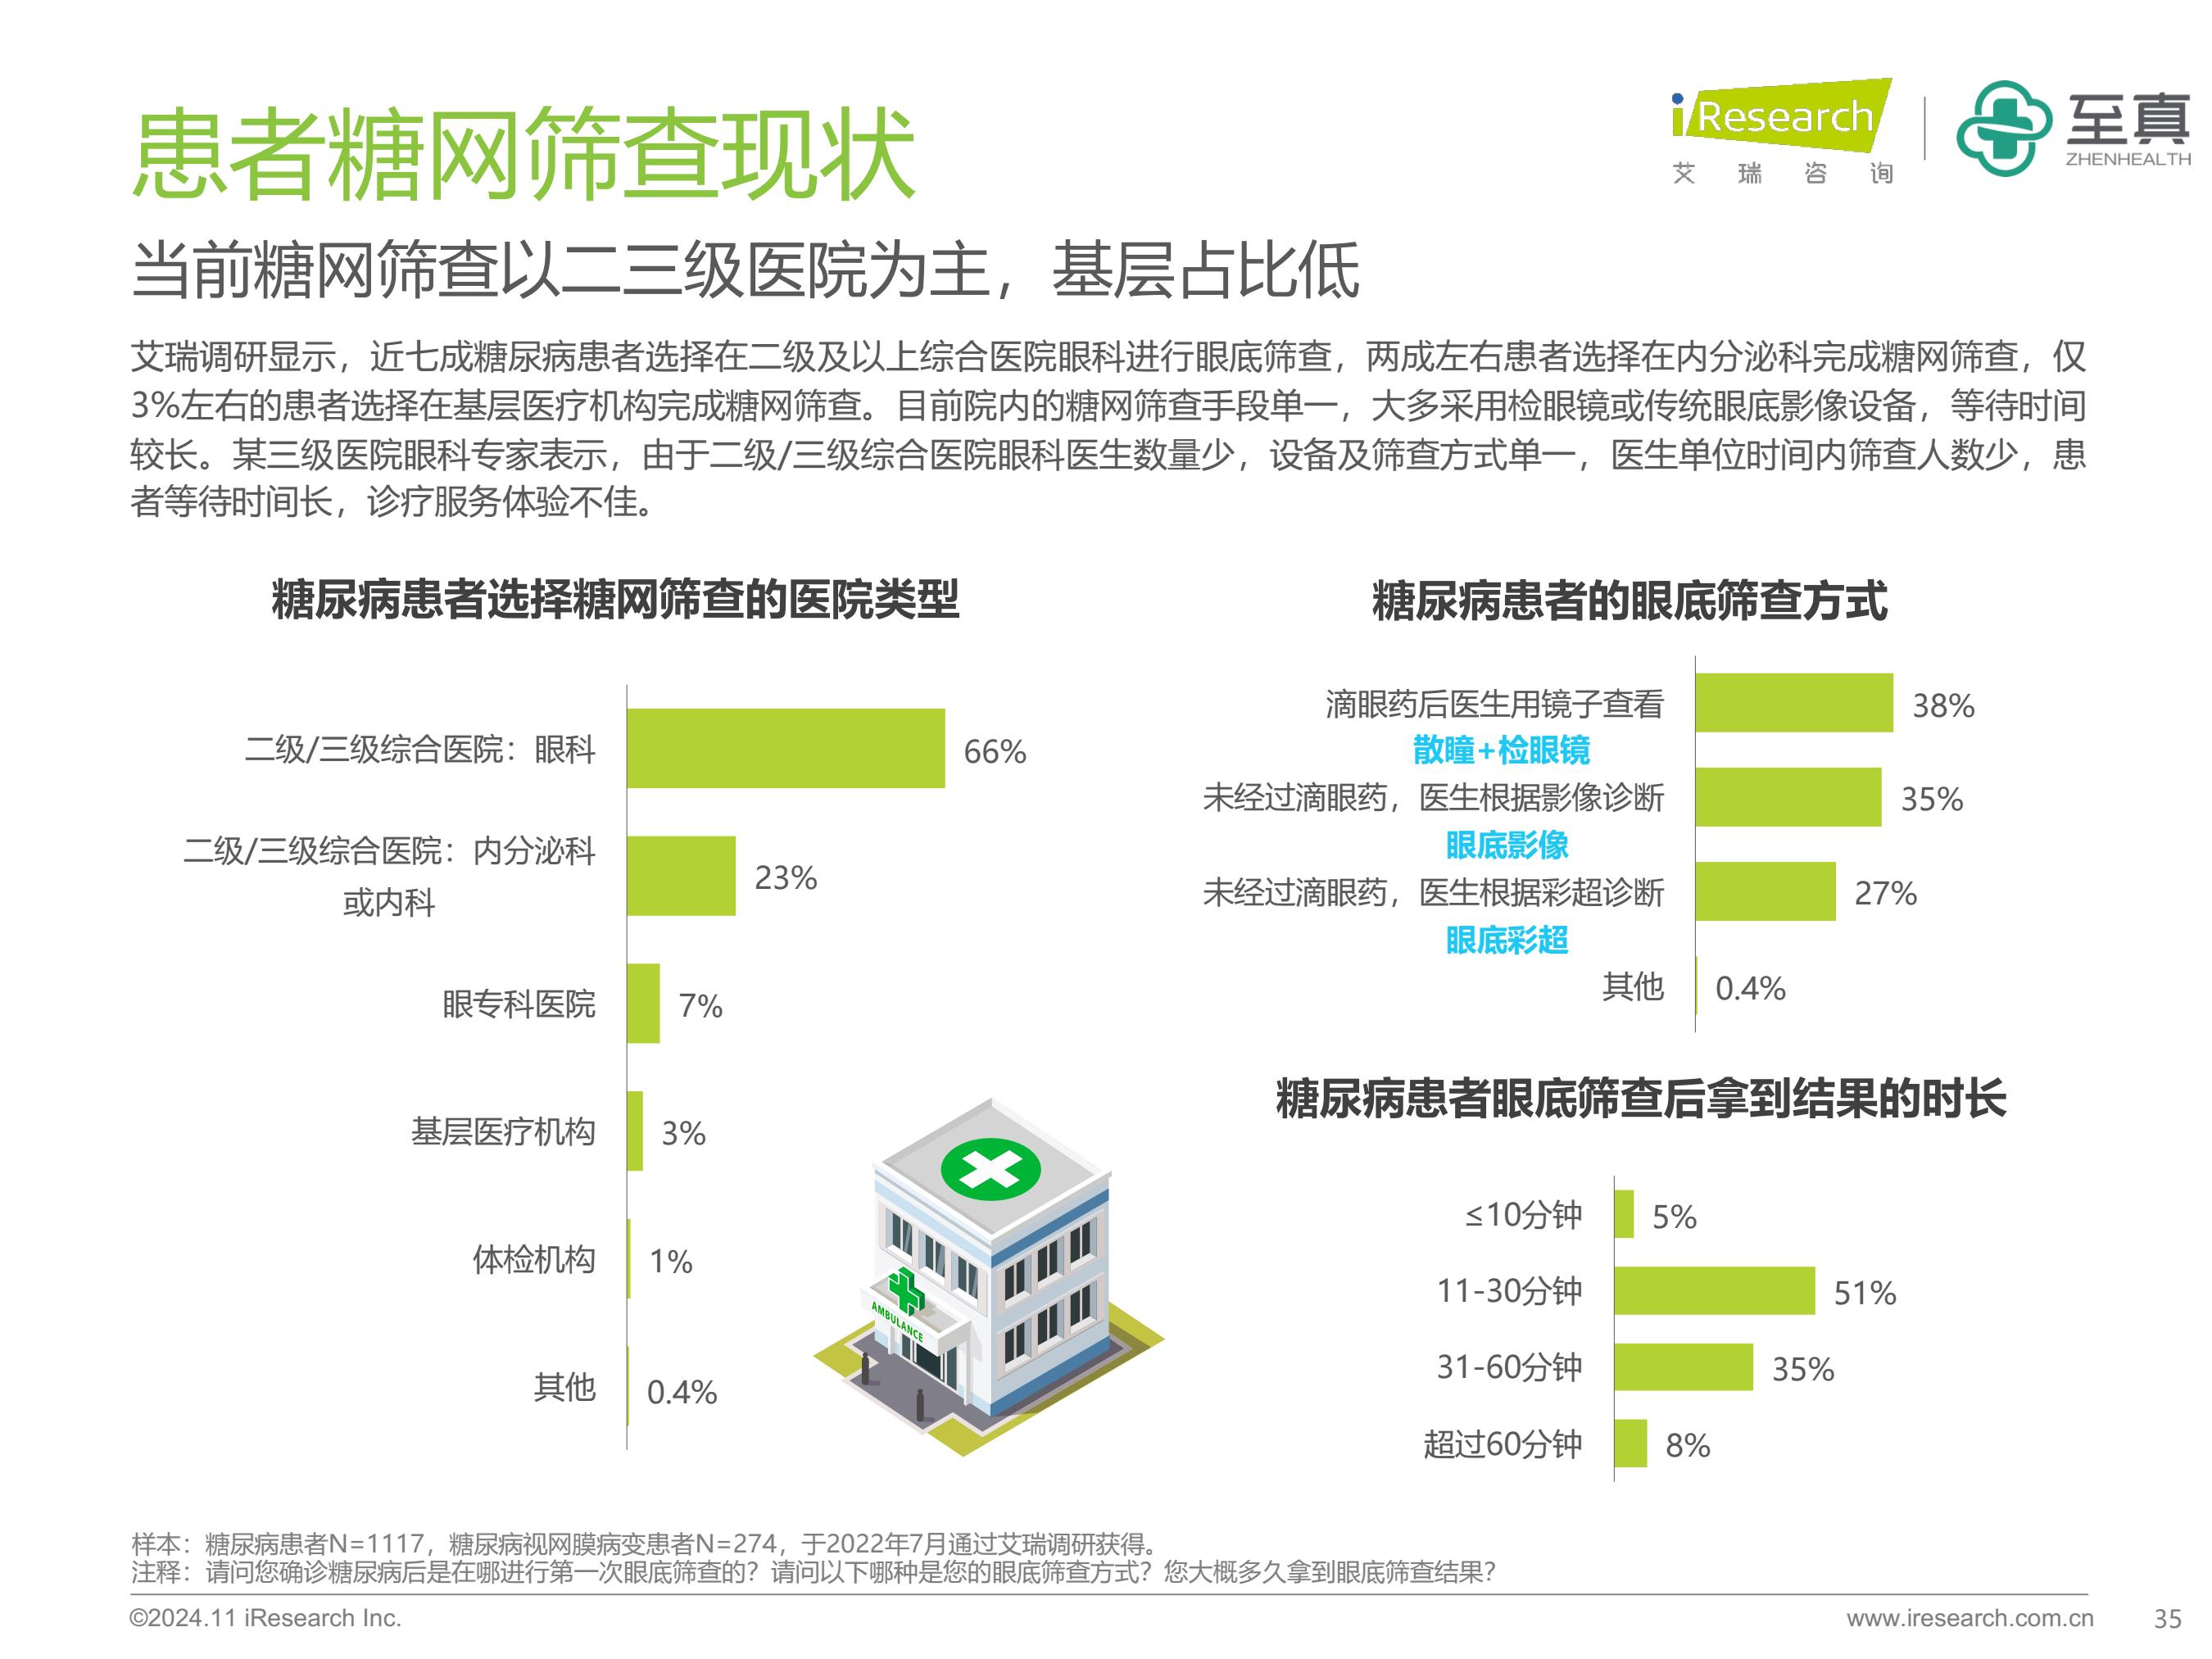 患者糖网筛查现状
iResearch
艾瑞咨询
至真
ZHENHEALTH
当前糖网筛查以二三级医院为主，基层占比低
艾瑞调研显示，近七成糖尿病患者选择在二级及以上综合医院眼科进行眼底筛查，两成左右患者选择在内分泌科完成糖网筛查，仅
3%左右的患者选择在基层医疗机构完成糖网筛查。目前院内的糖网筛查手段单一，大多采用检眼镜或传统眼底影像设备，等待时间
较长。某三级医院眼科专家表示，由于二级/三级综合医院眼科医生数量少，设备及筛查方式单一，医生单位时间内筛查人数少，患
者等待时间长，诊疗服务体验不佳。
糖尿病患者选择糖网筛查的医院类型
二级/三级综合医院：眼科
66%
二级/三级综合医院：内分泌科
或内科
23%
眼专科医院
7%
基层医疗机构
3%
体检机构
1%
其他
0.4%
AMBULANCE
糖尿病患者的眼底筛查方式
滴眼药后医生用镜子查看
38%
散瞳+检眼镜
未经过滴眼药，医生根据影像诊断
35%
眼底影像
未经过滴眼药，医生根据彩超诊断
27%
眼底彩超
其他
0.4%
糖尿病患者眼底筛查后拿到结果的时长
≤10分钟
5%
11-30分钟
51%
31-60分钟
35%
超过60分钟
8%
样本：糖尿病患者N=1117，糖尿病视网膜病变患者N=274，于2022年7月通过艾瑞调研获得。
注释：请问您确诊糖尿病后是在哪进行第一次眼底筛查的？请问以下哪种是您的眼底筛查方式？您大概多久拿到眼底筛查结果？
©2024.11 iResearch Inc.
www.iresearch.com.cn
35